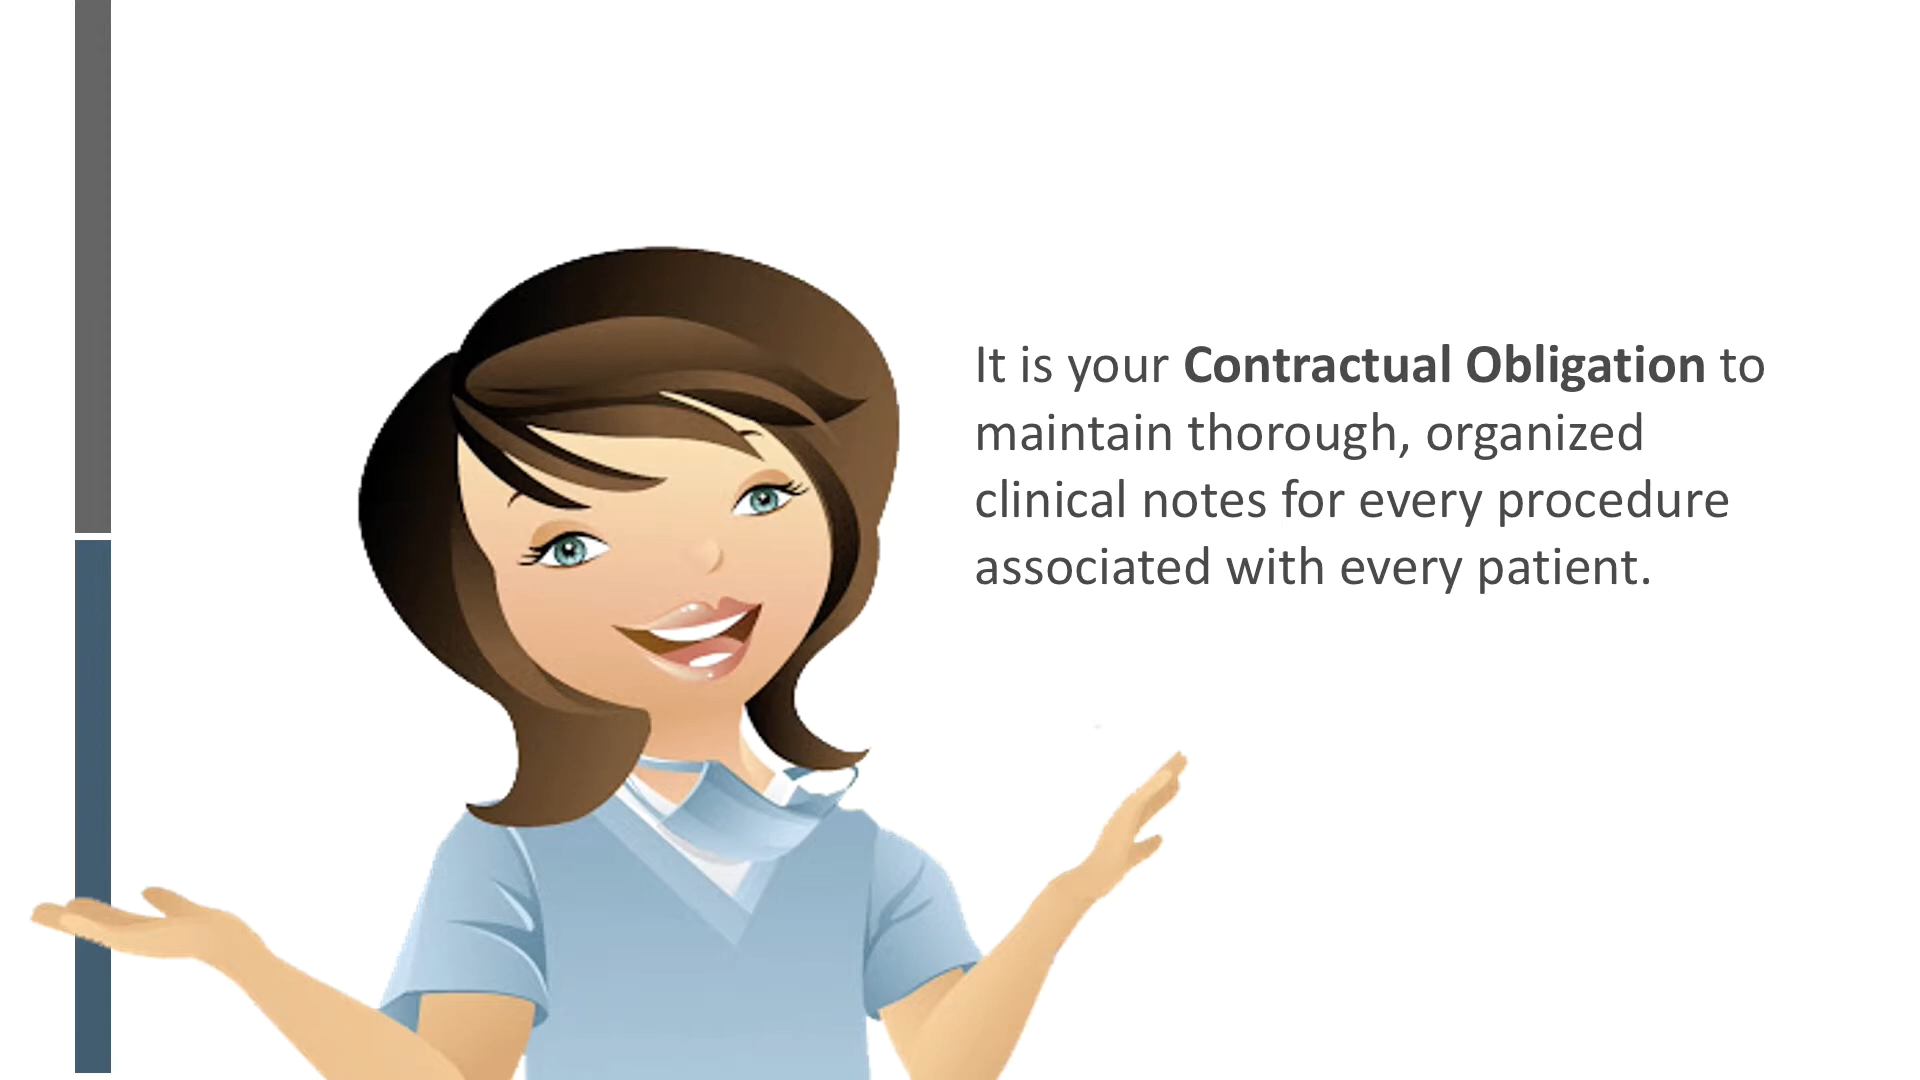 It is your Contractual Obligation to
maintain thorough, organized
clinical notes for every procedure
associated with every patient.